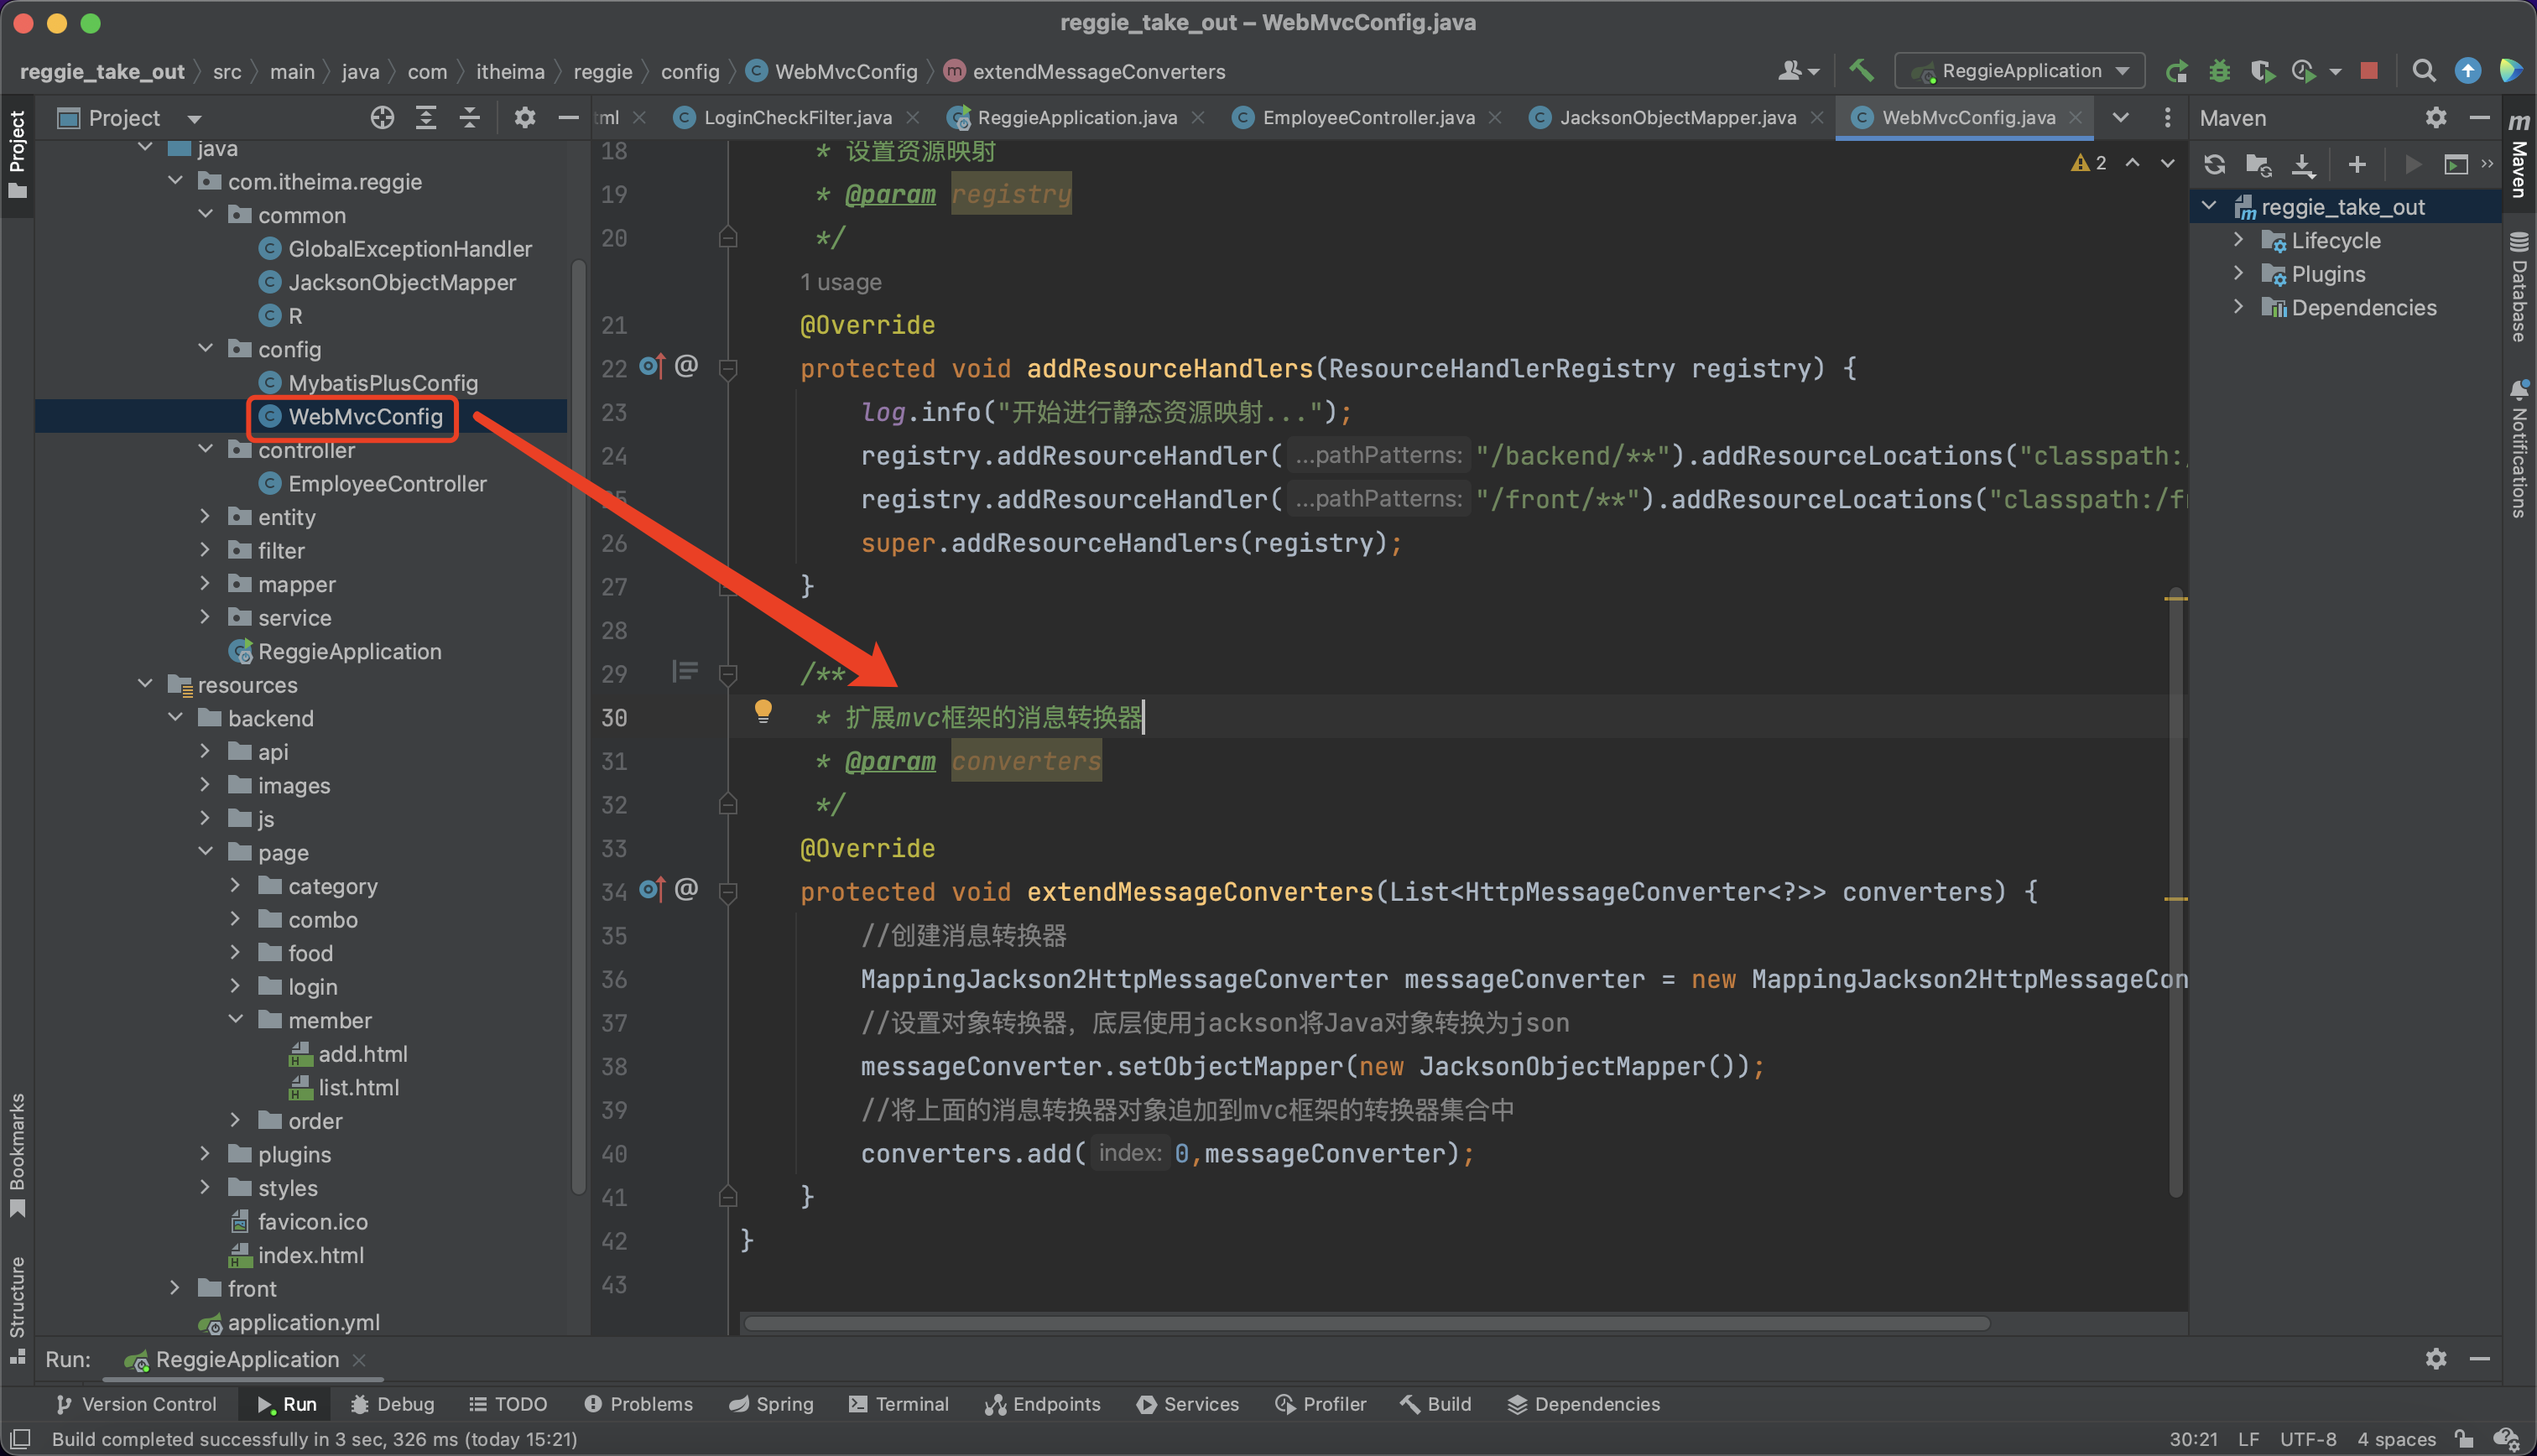 reggie_take_out – WebMvcConfig.java
reggie_take_out src main java com itheima reggie config WebMvcConfig extendMessageConverters
ReggieApplication
Project
LoginCheckFilter.java
ReggieApplication.java
EmployeeController.java
JacksonObjectMapper.java
WebMvcConfig.java
Maven
Project
java
com.itheima.reggie
common
GlobalExceptionHandler
JacksonObjectMapper
R
config
MybatisPlusConfig
WebMvcConfig
controller
EmployeeController
entity
filter
mapper
service
ReggieApplication
resources
backend
api
images
js
page
category
combo
food
login
member
add.html
list.html
order
plugins
styles
favicon.ico
index.html
front
application.yml
Bookmarks
Structure
2
18 * 设置资源映射
19 * @param registry
20 */
1 usage
21 @Override
22 protected void addResourceHandlers(ResourceHandlerRegistry registry) {
23 log.info("开始进行静态资源映射...");
24 registry.addResourceHandler( ...pathPatterns: "/backend/**").addResourceLocations("classpath:/
registry.addResourceHandler( ...pathPatterns: "/front/**").addResourceLocations("classpath:/fr
26 super.addResourceHandlers(registry);
27 }
28
29 /**
30 * 扩展mvc框架的消息转换器
31 * @param converters
32 */
33 @Override
34 protected void extendMessageConverters(List<HttpMessageConverter<?>> converters) {
35 //创建消息转换器
36 MappingJackson2HttpMessageConverter messageConverter = new MappingJackson2HttpMessageCon
37 //设置对象转换器，底层使用jackson将Java对象转换为json
38 messageConverter.setObjectMapper(new JacksonObjectMapper());
39 //将上面的消息转换器对象追加到mvc框架的转换器集合中
40 converters.add( index: 0,messageConverter);
41 }
42 }
43
reggie_take_out
Lifecycle
Plugins
Dependencies
Maven
Database
Notifications
Run: ReggieApplication
Version Control Run Debug TODO Problems Spring Terminal Endpoints Services Profiler Build Dependencies
Build completed successfully in 3 sec, 326 ms (today 15:21)
30:21 LF UTF-8 4 spaces